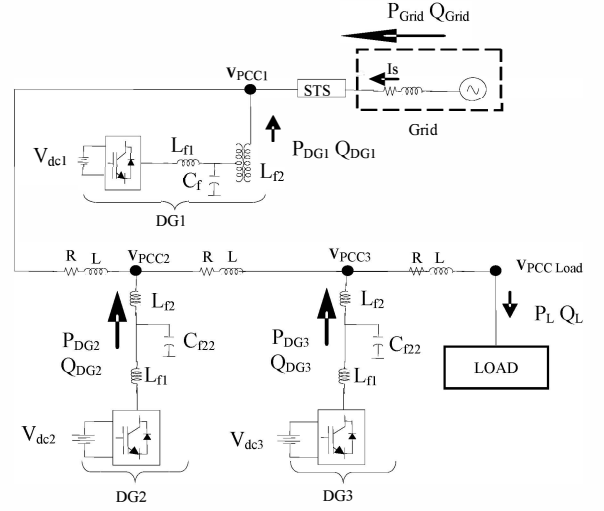 P_Grid Q_Grid
Is
V_PCC1
STS
Grid
L_f1
P_DG1 Q_DG1
V_dc1
C_f
L_f2
DG1
R L
V_PCC2
R L
V_PCC3
R L
V_PCC Load
L_f2
L_f2
P_L Q_L
P_DG2
Q_DG2
C_f22
P_DG3
Q_DG3
C_f22
L_f1
L_f1
LOAD
V_dc2
V_dc3
DG2
DG3